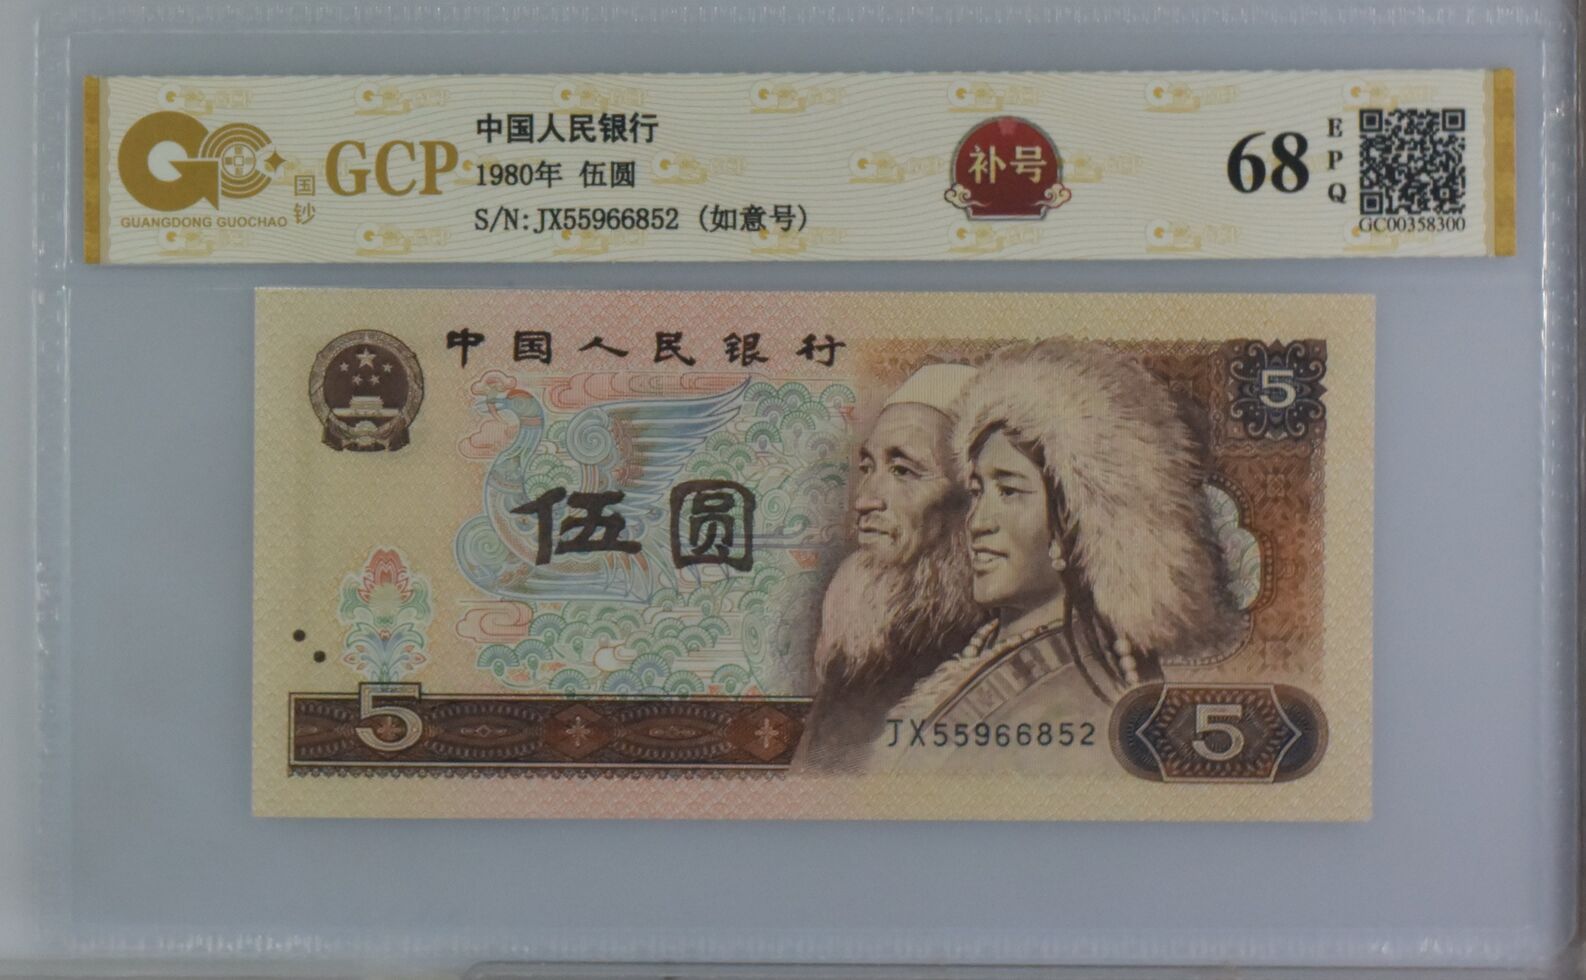 GC
国钞
GUANGDONG GUOCHAO
GCP
中国人民银行
1980年 伍圆
S/N:JX55966852 (如意号)
补号
68
EPQ
GC00358300
中国人民银行
5
伍圆
5
JX55966852
5